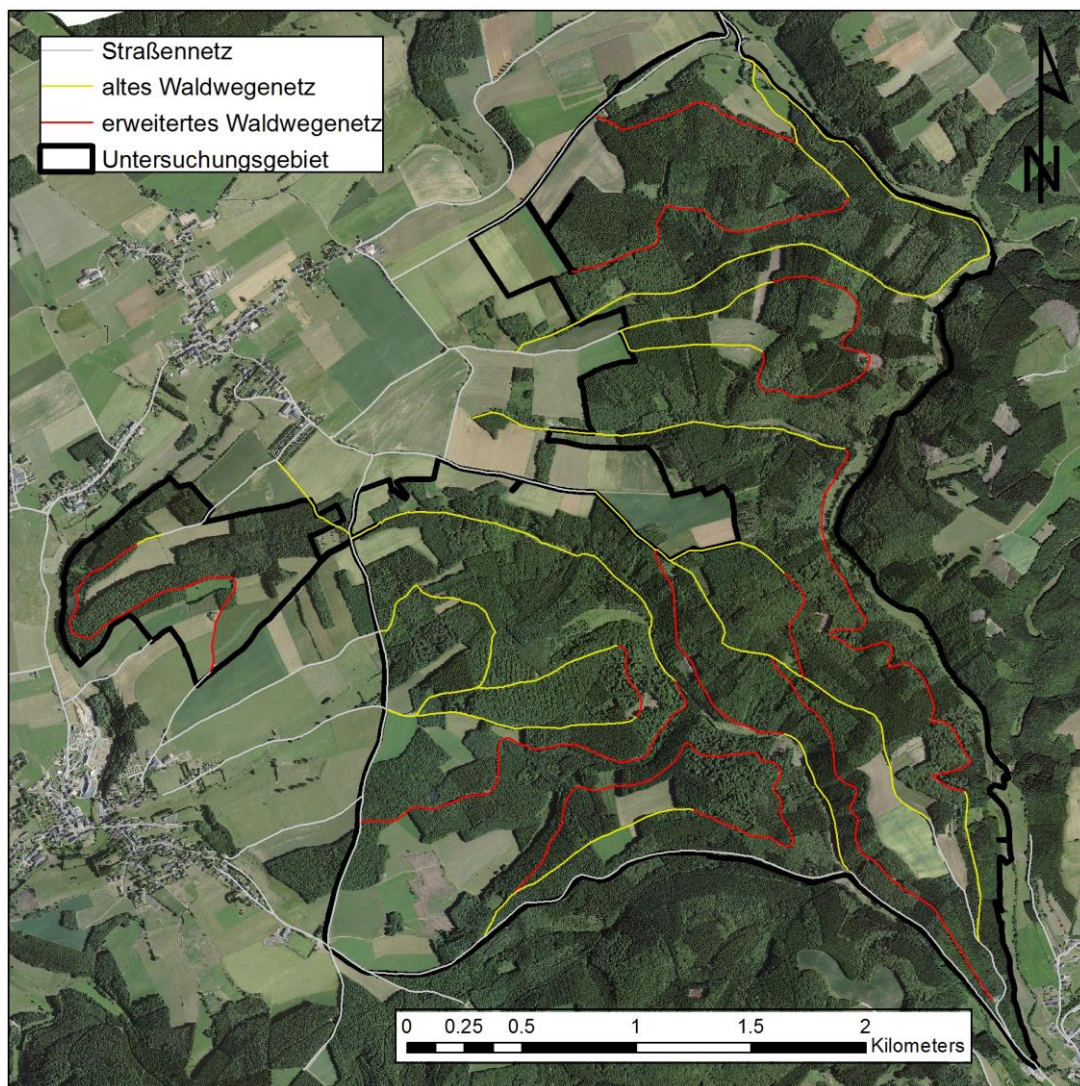 Straßennetz
altes Waldwegenetz
erweitertes Waldwegenetz
Untersuchungsgebiet
N
0 0.25 0.5 1 1.5 2
Kilometers